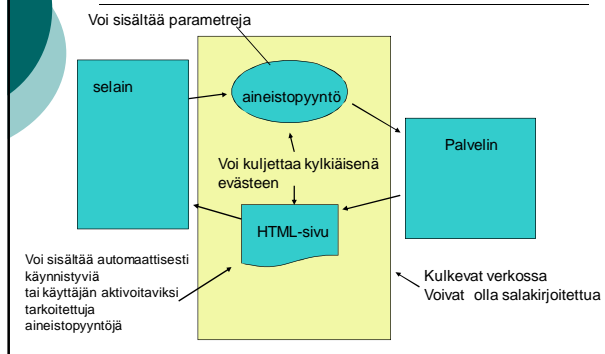 Voi sisältää parametreja
selain
aineistopyyntö
Palvelin
Voi kuljettaa kylkiäisenä
evästeen
HTML-sivu
Voi sisältää automaattisesti
käynnistyviä
tai käyttäjän aktivoitaviksi
tarkoitettuja
aineistopyyntöjä
Kulkevat verkossa
Voivat olla salakirjoitettua